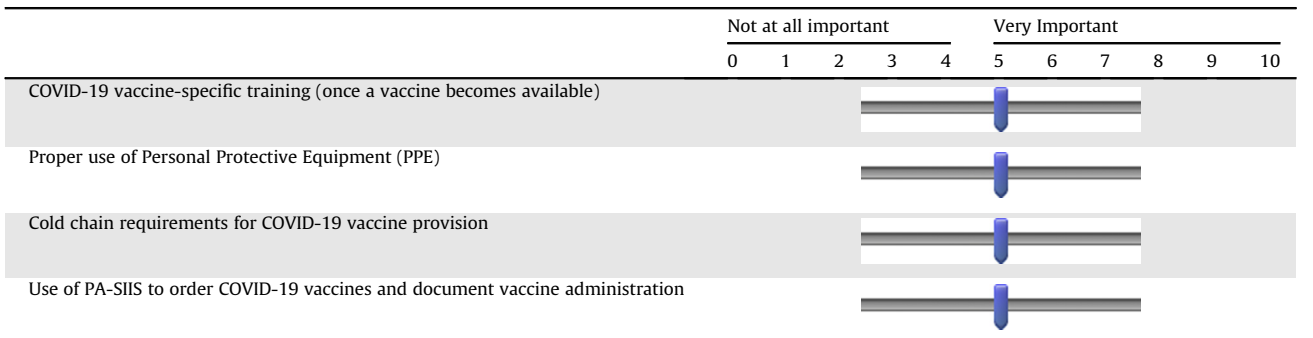 Not at all important Very Important
0 1 2 3 4 5 6 7 8 9 10
COVID-19 vaccine-specific training (once a vaccine becomes available)
Proper use of Personal Protective Equipment (PPE)
Cold chain requirements for COVID-19 vaccine provision
Use of PA-SIIS to order COVID-19 vaccines and document vaccine administration